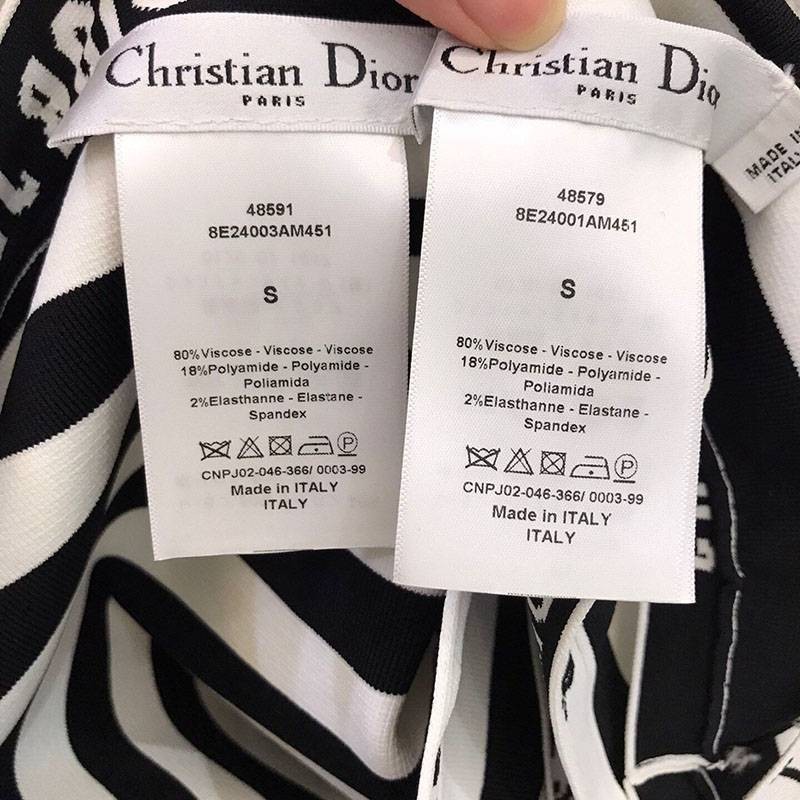 Christian Dior
PARIS
48591
8E24003AM451
S
80%Viscose - Viscose - Viscose
18%Polyamide - Polyamide -
Poliamida
2%Elasthanne - Elastane -
Spandex
P
CNPJ02-046-366/ 0003-99
Made in ITALY
ITALY
Christian Dio
PARIS
48579
8E24001AM451
S
80%Viscose - Viscose - Viscose
18%Polyamide - Polyamide -
Poliamida
2%Elasthanne - Elastane -
Spandex
P
CNPJ02-046-366/ 0003-99
Made in ITALY
ITALY
MADE IN
ITALY